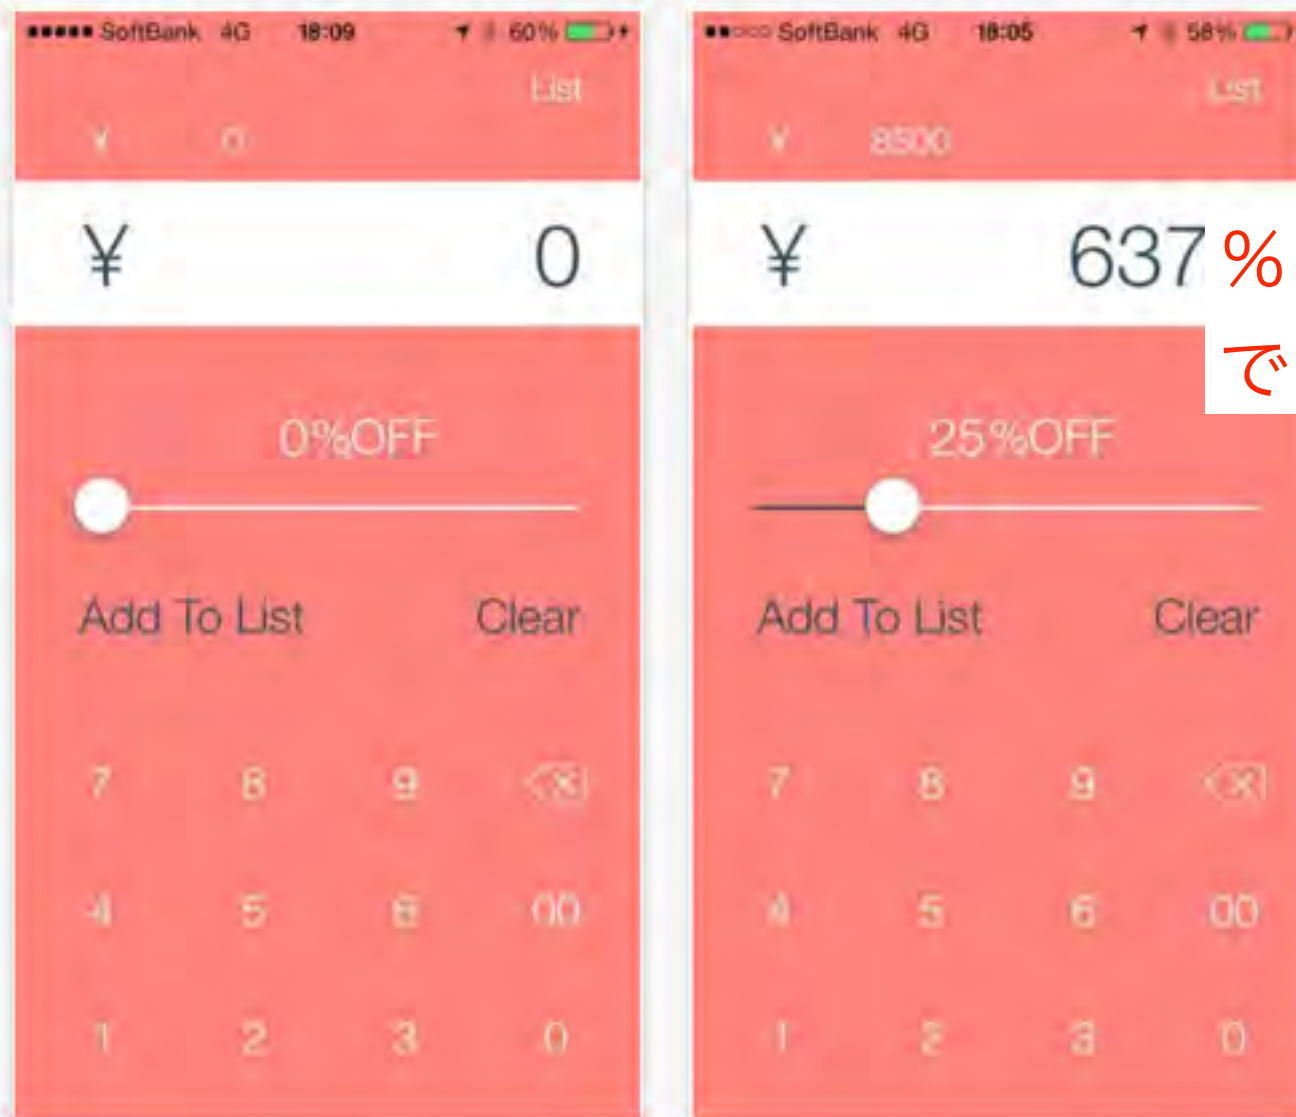 SoftBank 4G 18:09 60%
List
¥ 0
¥ 0
0%OFF
Add To List Clear
7 8 9
4 5 6 00
1 2 3 0
SoftBank 4G 18:05 58%
List
¥ 8500
¥ 637
%
で
25%OFF
Add To List Clear
7 8 9
4 5 6 00
1 2 3 0